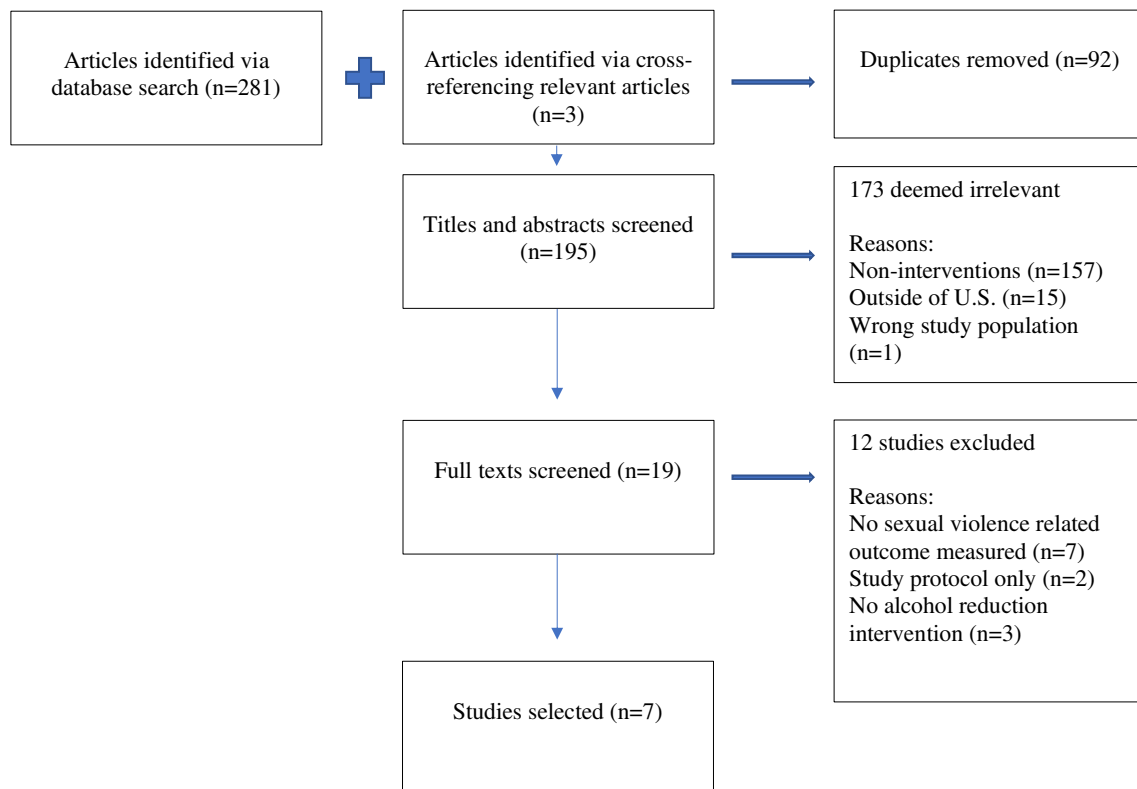 Articles identified via
database search (n=281)
Articles identified via cross-
referencing relevant articles
(n=3)
Duplicates removed (n=92)
Titles and abstracts screened
(n=195)
173 deemed irrelevant
Reasons:
Non-interventions (n=157)
Outside of U.S. (n=15)
Wrong study population
(n=1)
Full texts screened (n=19)
12 studies excluded
Reasons:
No sexual violence related
outcome measured (n=7)
Study protocol only (n=2)
No alcohol reduction
intervention (n=3)
Studies selected (n=7)